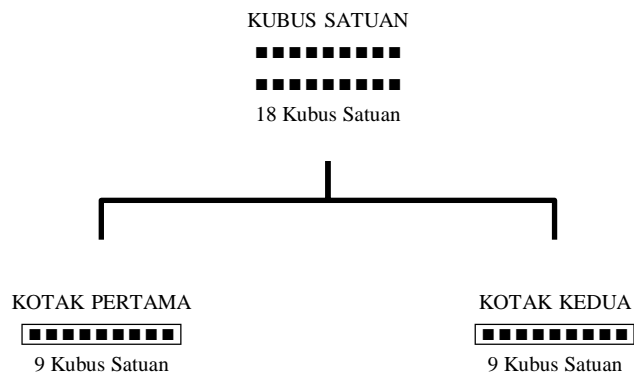 KUBUS SATUAN
18 Kubus Satuan
KOTAK PERTAMA
9 Kubus Satuan
KOTAK KEDUA
9 Kubus Satuan